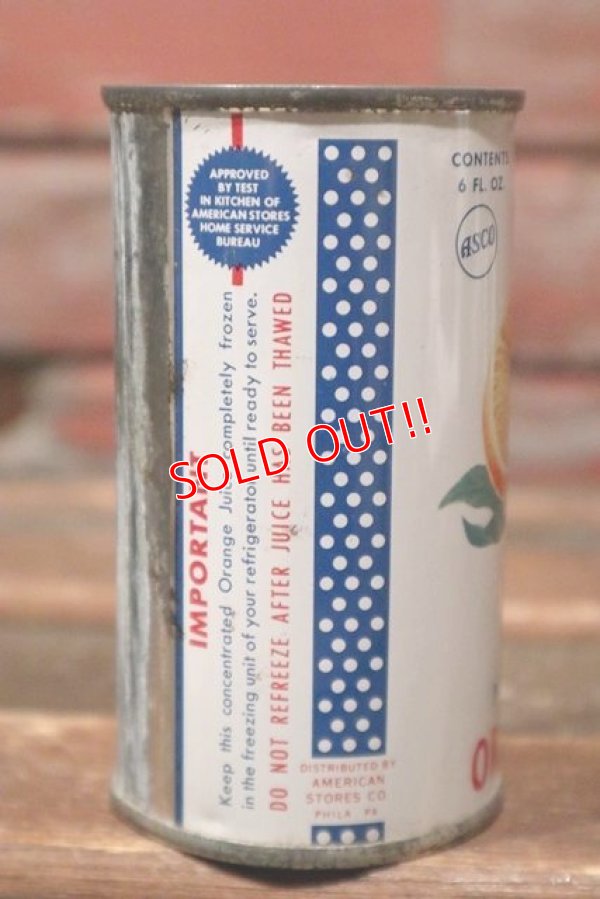 APPROVED
BY TEST
IN KITCHEN OF
AMERICAN STORES
HOME SERVICE
BUREAU
CONTENTS
6 FL. OZ.
ASCO
IMPORTANT
Keep this concentrated Orange Juice completely frozen
in the freezing unit of your refrigerator until ready to serve.
DO NOT REFREEZE AFTER JUICE HAS BEEN THAWED
SOLD OUT!!
DISTRIBUTED BY
AMERICAN
STORES CO
PHILA. PA